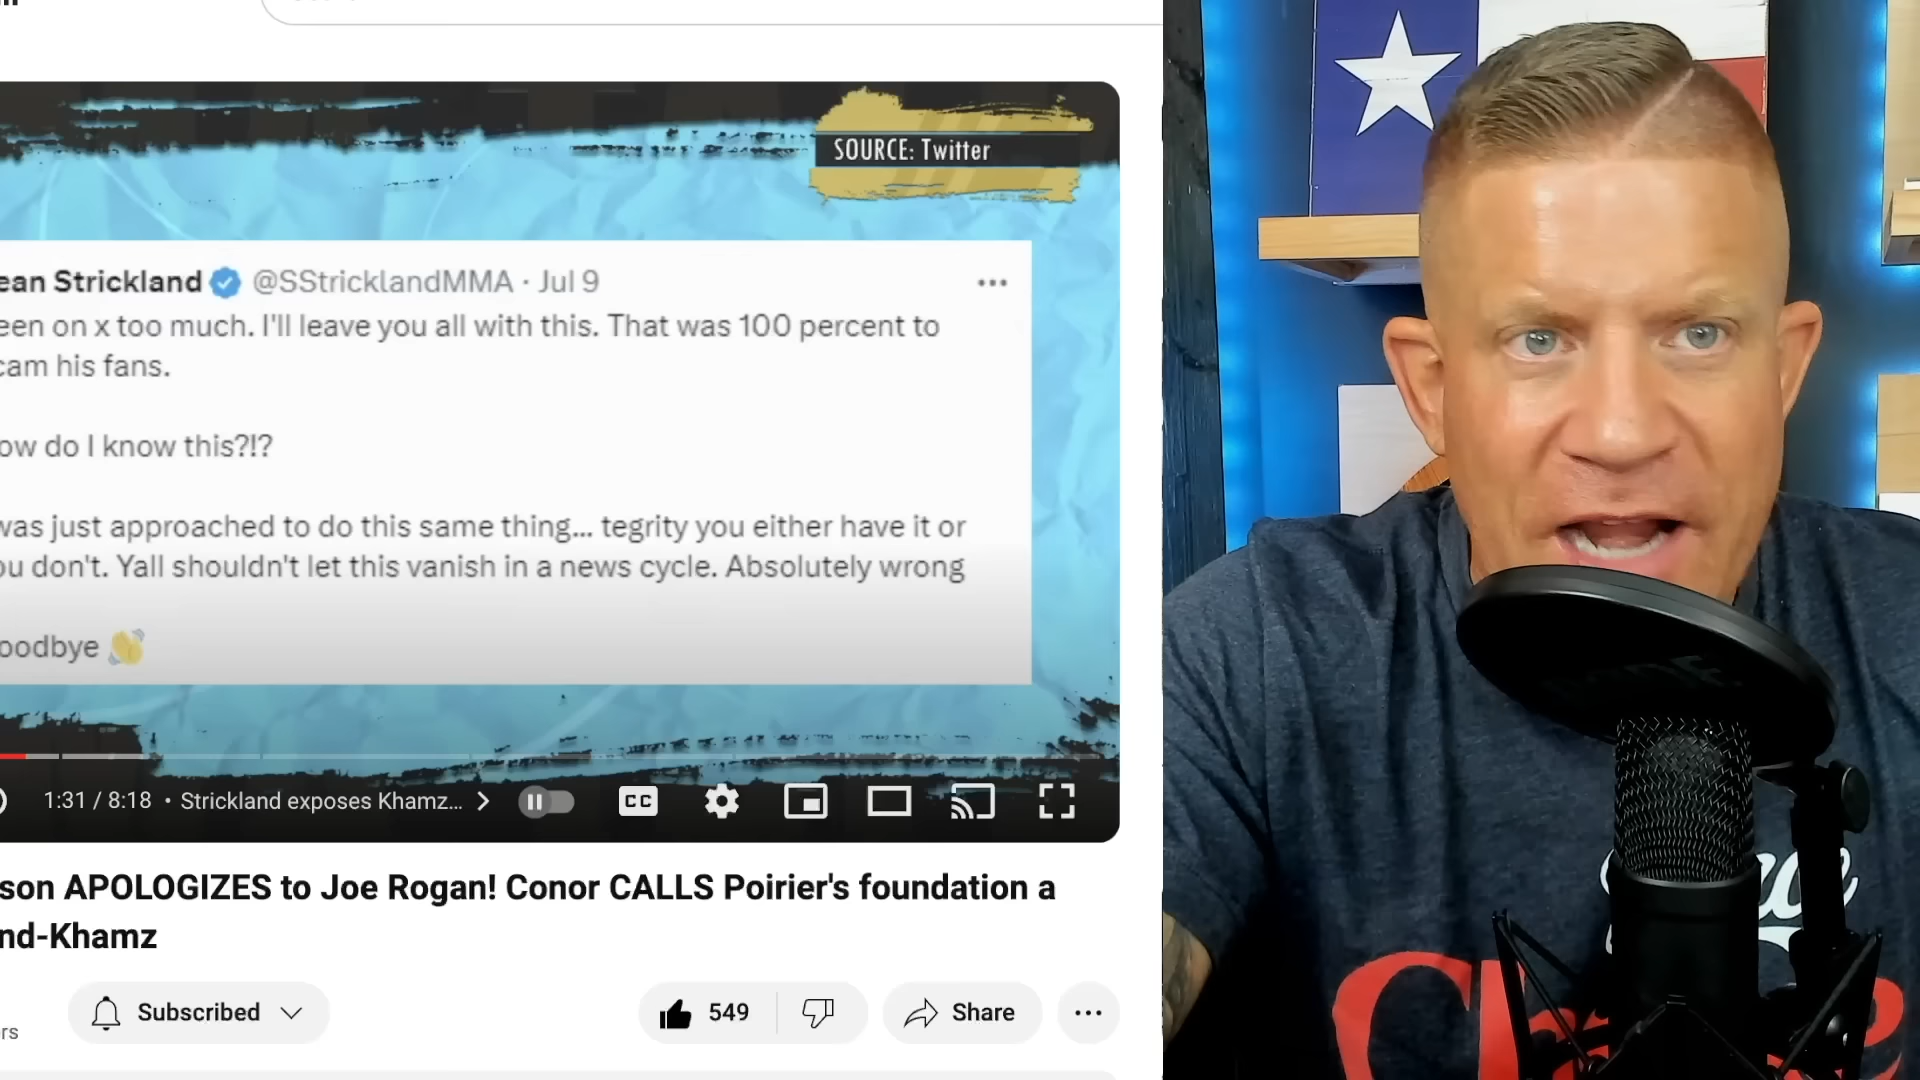 SOURCE: Twitter
ean Strickland @SStricklandMMA · Jul 9
een on x too much. I'll leave you all with this. That was 100 percent to
cam his fans.
ow do I know this?!?
was just approached to do this same thing... tegrity you either have it or
ou don't. Yall shouldn't let this vanish in a news cycle. Absolutely wrong
oodbye 👋
1:31 / 8:18 • Strickland exposes Khamz...
CC
son APOLOGIZES to Joe Rogan! Conor CALLS Poirier's foundation a
nd-Khamz
Subscribed
549
Share
rs